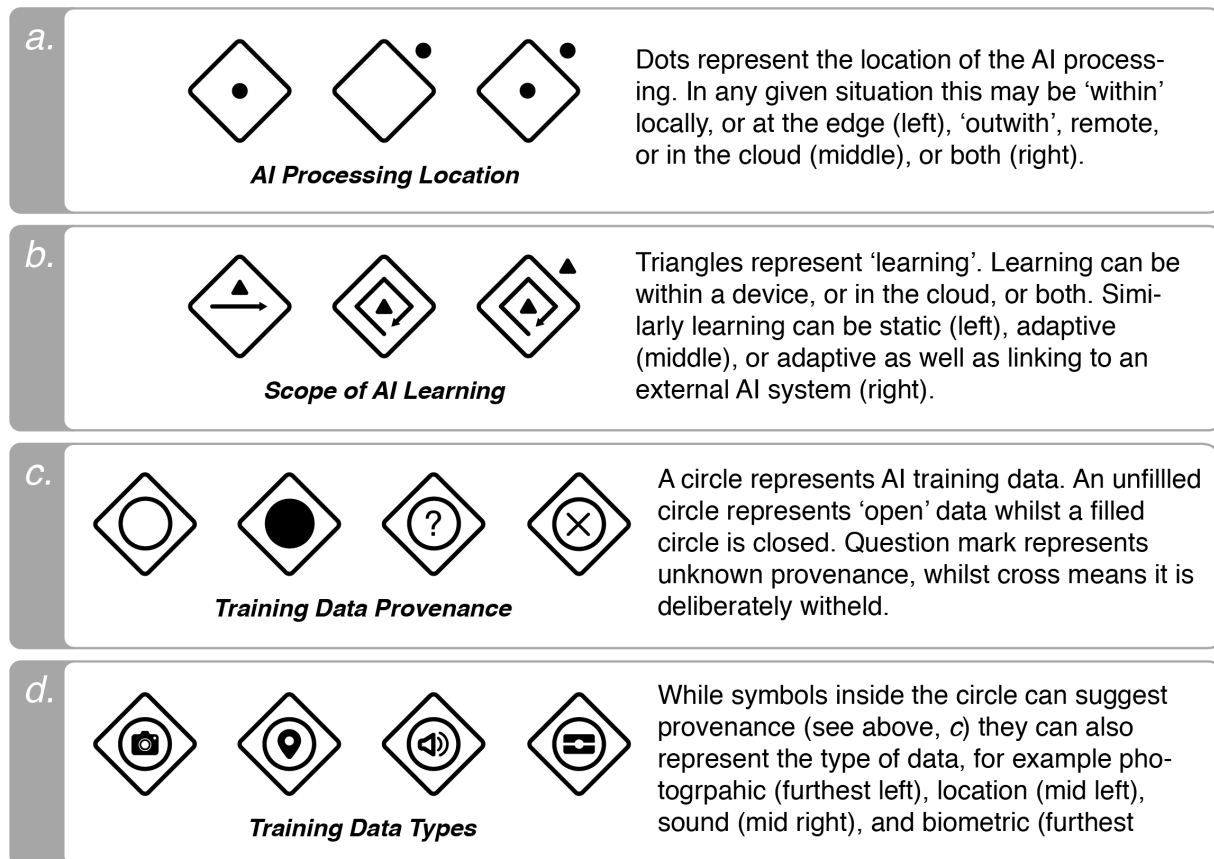 a.
AI Processing Location
Dots represent the location of the AI process-
ing. In any given situation this may be ‘within’
locally, or at the edge (left), ‘outwith’, remote,
or in the cloud (middle), or both (right).
b.
Scope of AI Learning
Triangles represent ‘learning’. Learning can be
within a device, or in the cloud, or both. Simi-
larly learning can be static (left), adaptive
(middle), or adaptive as well as linking to an
external AI system (right).
c.
?
Training Data Provenance
A circle represents AI training data. An unfillled
circle represents ‘open’ data whilst a filled
circle is closed. Question mark represents
unknown provenance, whilst cross means it is
deliberately witheld.
d.
Training Data Types
While symbols inside the circle can suggest
provenance (see above, c) they can also
represent the type of data, for example pho-
togrpahic (furthest left), location (mid left),
sound (mid right), and biometric (furthest